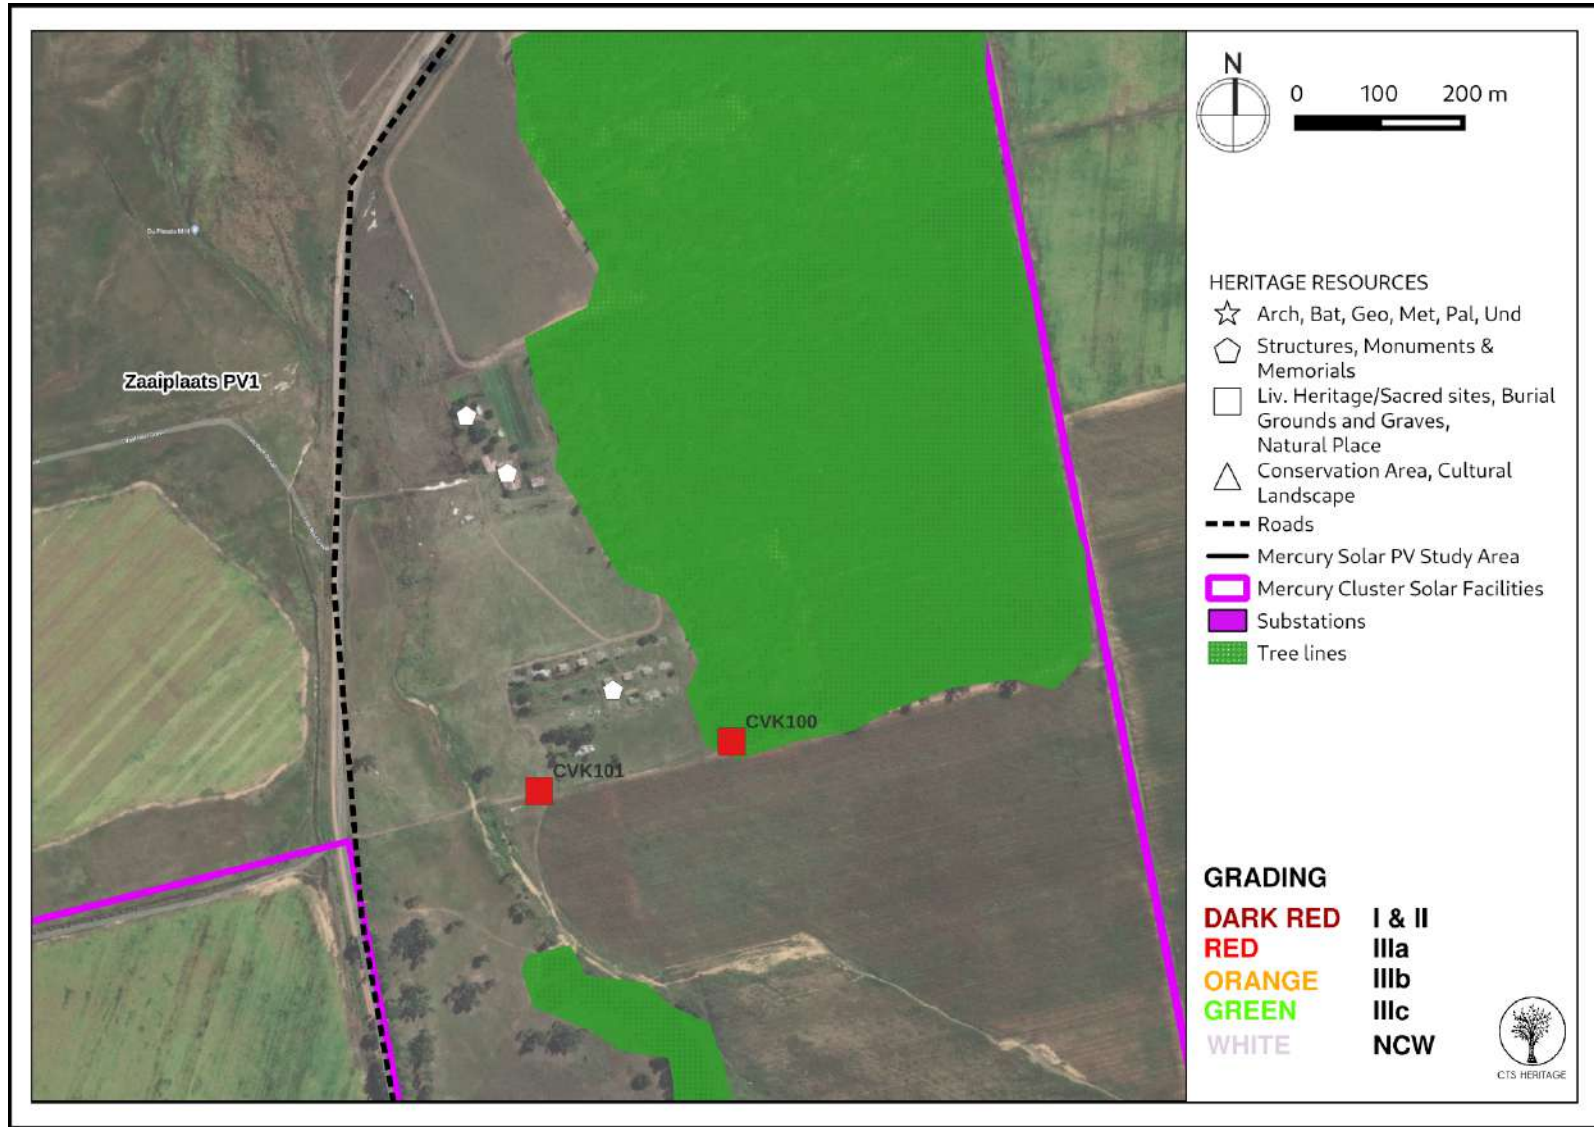 N
0 100 200 m
Du Plessis M H
Zaaiplaats PV1
CVK100
CVK101
HERITAGE RESOURCES
Arch, Bat, Geo, Met, Pal, Und
Structures, Monuments &
Memorials
Liv. Heritage/Sacred sites, Burial
Grounds and Graves,
Natural Place
Conservation Area, Cultural
Landscape
Roads
Mercury Solar PV Study Area
Mercury Cluster Solar Facilities
Substations
Tree lines
GRADING
DARK RED I & II
RED IIIa
ORANGE IIIb
GREEN IIIc
WHITE NCW
CTS HERITAGE